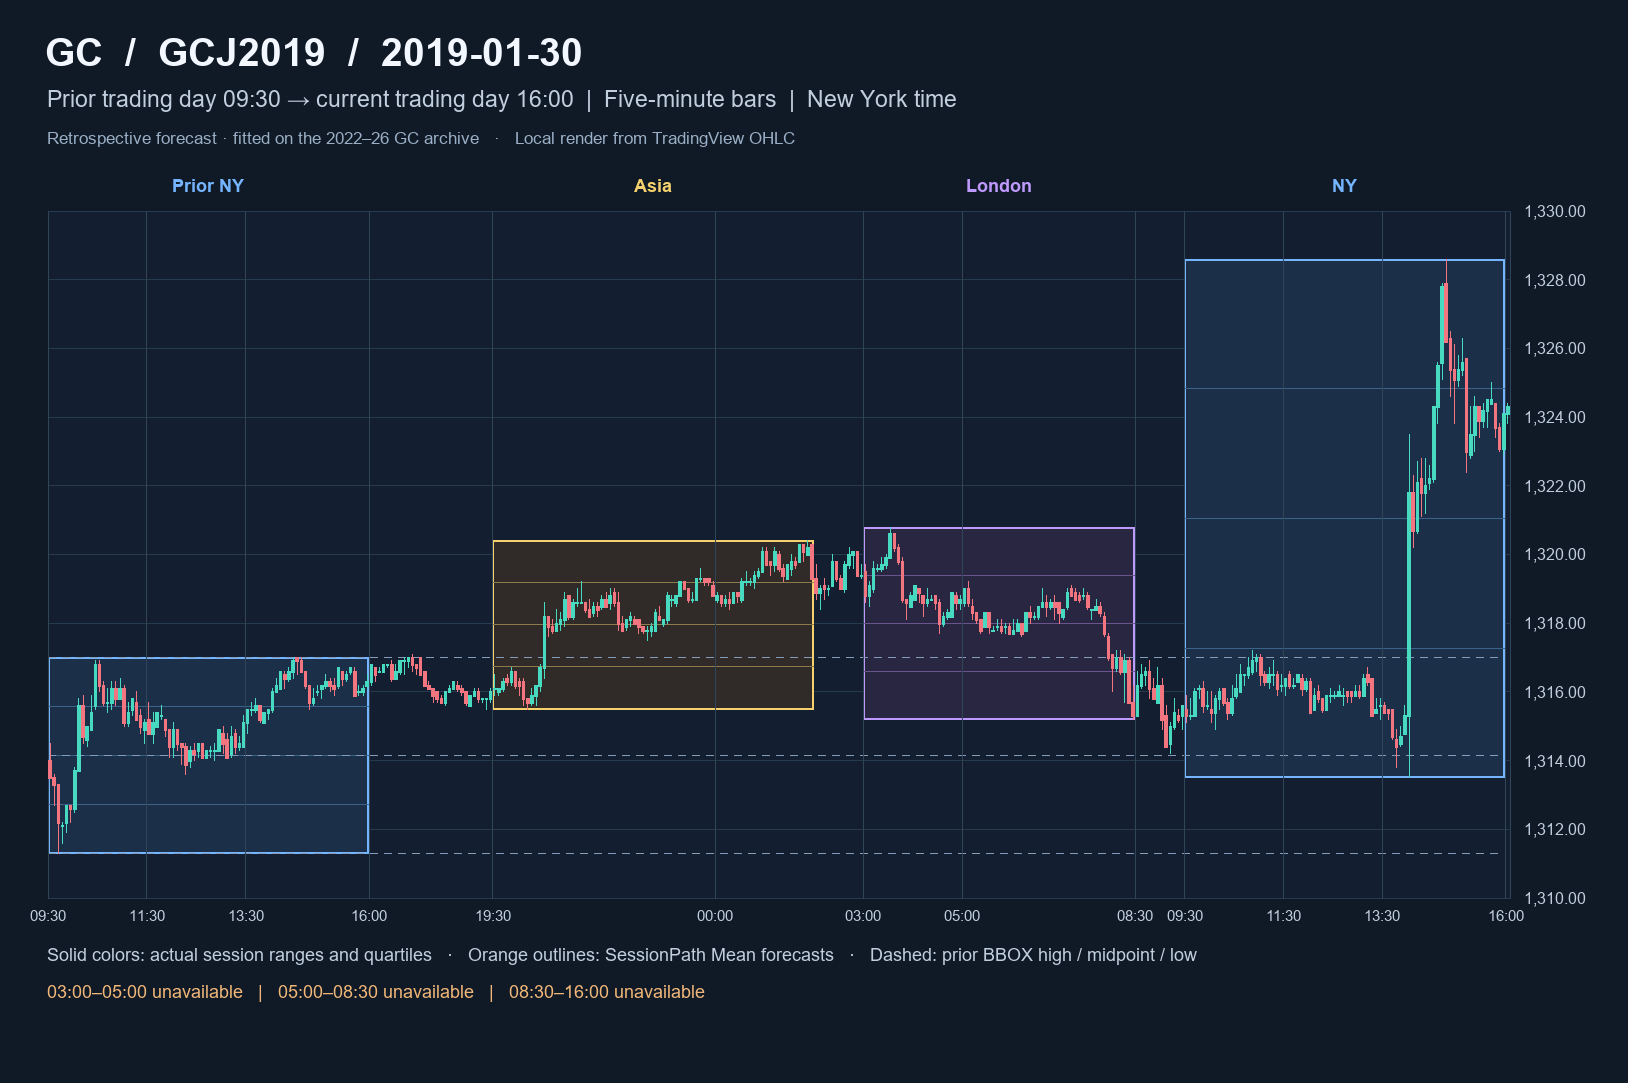 GC / GCJ2019 / 2019-01-30
Prior trading day 09:30 → current trading day 16:00 | Five-minute bars | New York time
Retrospective forecast · fitted on the 2022–26 GC archive · Local render from TradingView OHLC
Prior NY Asia London NY
1,330.00
1,328.00
1,326.00
1,324.00
1,322.00
1,320.00
1,318.00
1,316.00
1,314.00
1,312.00
1,310.00
09:30 11:30 13:30 16:00 19:30 00:00 03:00 05:00 08:30 09:30 11:30 13:30 16:00
Solid colors: actual session ranges and quartiles · Orange outlines: SessionPath Mean forecasts · Dashed: prior BBOX high / midpoint / low
03:00–05:00 unavailable | 05:00–08:30 unavailable | 08:30–16:00 unavailable